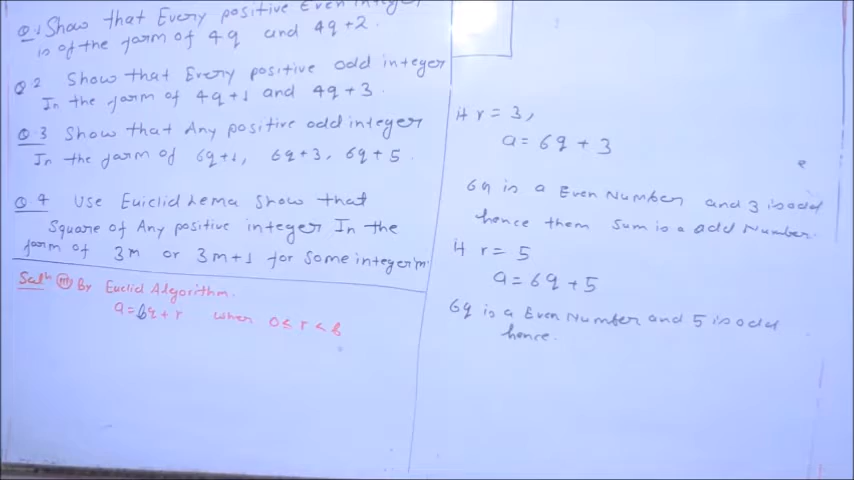 Q.1 Show that Every positive Even Integer
is of the form of 4q and 4q+2.
Q.2 Show that Every positive odd integer
In the form of 4q+1 and 4q+3.
Q.3 Show that Any positive odd integer
In the form of 6q+1, 6q+3, 6q+5.
Q.4 Use Euiclid Lema Show that
Square of Any positive integer In the
form of 3m or 3m+1 for some integer'm'
Solⁿ (III) By Euclid Algorithm.
a=bq+r when 0≤ r < b
If r = 3,
a = 6q + 3
6q is a Even Number and 3 is odd
hence them Sum is a odd Number.
If r = 5
a = 6q + 5
6q is a Even Number and 5 is odd
hence.